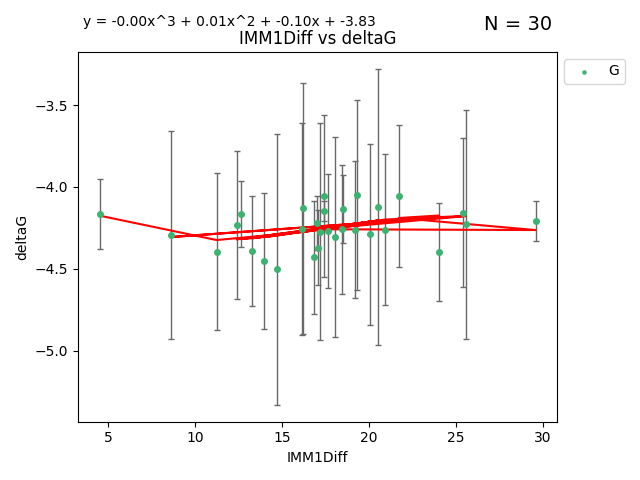 y = -0.00x^3 + 0.01x^2 + -0.10x + -3.83
N = 30
IMM1Diff vs deltaG
G
−3.5
−4.0
−4.5
−5.0
deltaG
5 10 15 20 25 30
IMM1Diff